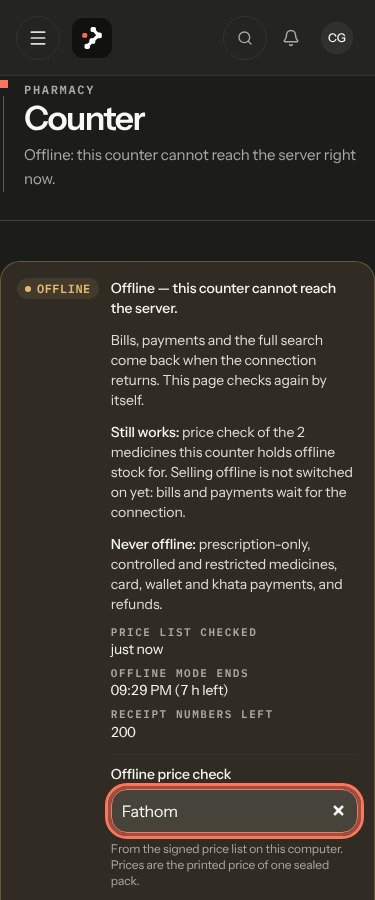 CG
PHARMACY
Counter
Offline: this counter cannot reach the server right
now.
OFFLINE
Offline — this counter cannot reach
the server.
Bills, payments and the full search
come back when the connection
returns. This page checks again by
itself.
Still works: price check of the 2
medicines this counter holds offline
stock for. Selling offline is not switched
on yet: bills and payments wait for the
connection.
Never offline: prescription-only,
controlled and restricted medicines,
card, wallet and khata payments, and
refunds.
PRICE LIST CHECKED
just now
OFFLINE MODE ENDS
09:29 PM (7 h left)
RECEIPT NUMBERS LEFT
200
Offline price check
Fathom
From the signed price list on this computer.
Prices are the printed price of one sealed
pack.